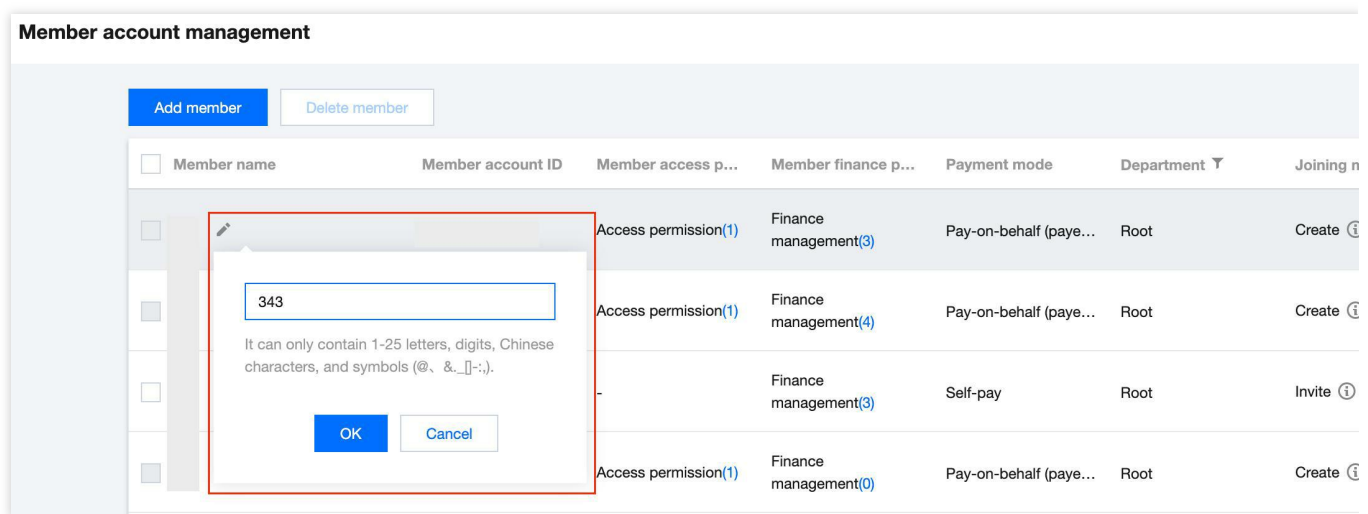 Member account management
Add member Delete member
Member name Member account ID Member access p... Member finance p... Payment mode Department Joining m
Access permission(1) Finance management(3) Pay-on-behalf (paye... Root Create
343
It can only contain 1-25 letters, digits, Chinese
characters, and symbols (@、&._[]-:,).
OK Cancel
Access permission(1) Finance management(4) Pay-on-behalf (paye... Root Create
- Finance management(3) Self-pay Root Invite
Access permission(1) Finance management(0) Pay-on-behalf (paye... Root Create